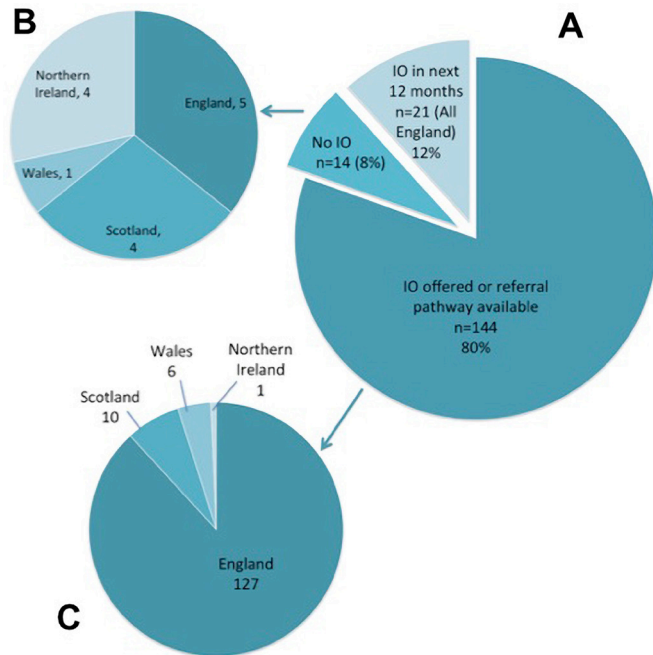 B
A
Northern
Ireland, 4
England, 5
Wales, 1
Scotland,
4
IO in next
12 months
n=21 (All
England)
12%
No IO
n=14 (8%)
IO offered or referral
pathway available
n=144
80%
Wales
6
Northern
Ireland
1
Scotland
10
England
127
C